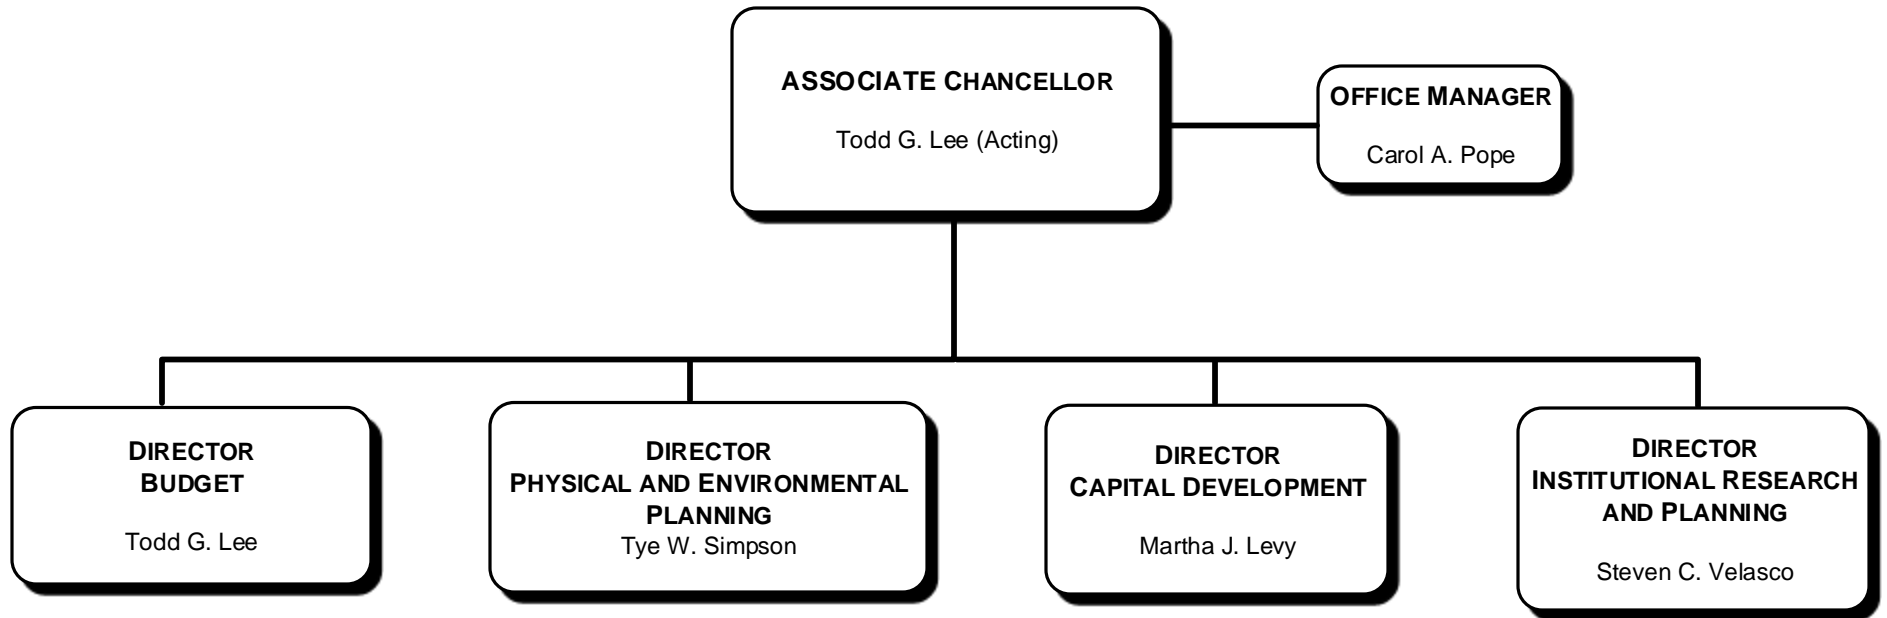 ASSOCIATE CHANCELLOR
Todd G. Lee (Acting)
OFFICE MANAGER
Carol A. Pope
DIRECTOR
BUDGET
Todd G. Lee
DIRECTOR
PHYSICAL AND ENVIRONMENTAL
PLANNING
Tye W. Simpson
DIRECTOR
CAPITAL DEVELOPMENT
Martha J. Levy
DIRECTOR
INSTITUTIONAL RESEARCH
AND PLANNING
Steven C. Velasco